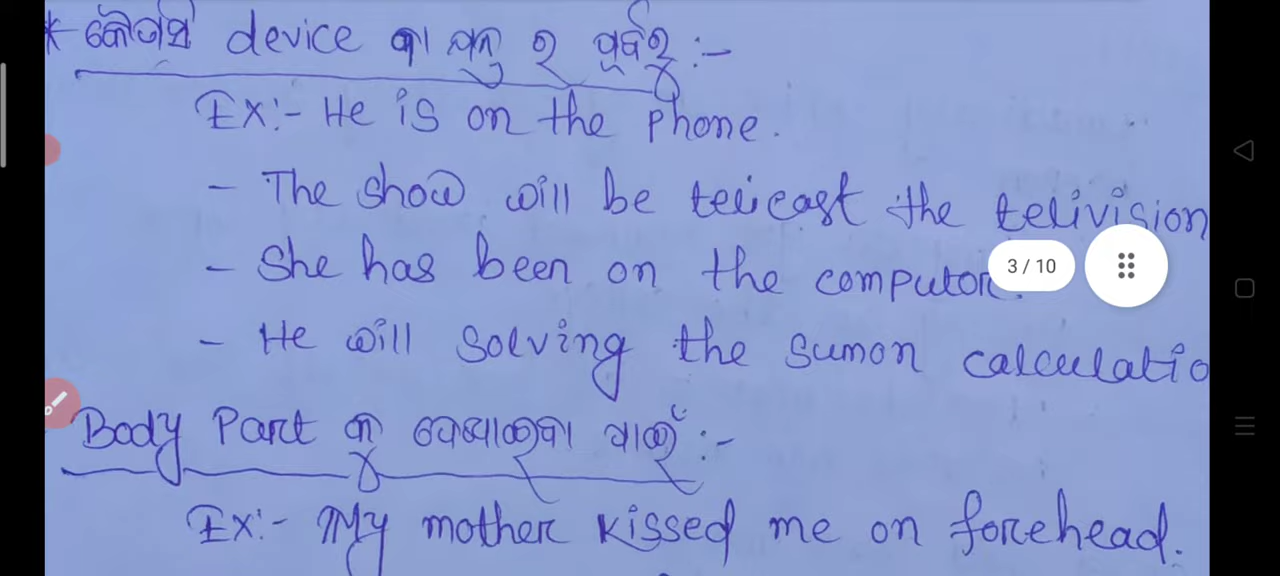 * କୌଣସି device ବା ଯନ୍ତ୍ର ର ପୂର୍ବରୁ :-
Ex:- He is on the phone.
- The show will be telicast the telivision
- She has been on the computor.
3 / 10
- He will solving the sumon calculatio
Body Part କୁ ବୋଝାଇବା ପାଇଁ :-
Ex:- My mother kissed me on forehead.